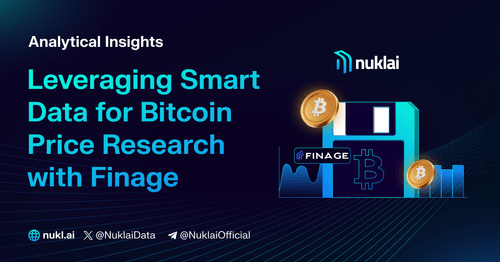 Analytical Insights
nuklai
Leveraging Smart
Data for Bitcoin
Price Research
with Finage
FINAGE
nukl.ai @NuklaiData @NuklaiOfficial